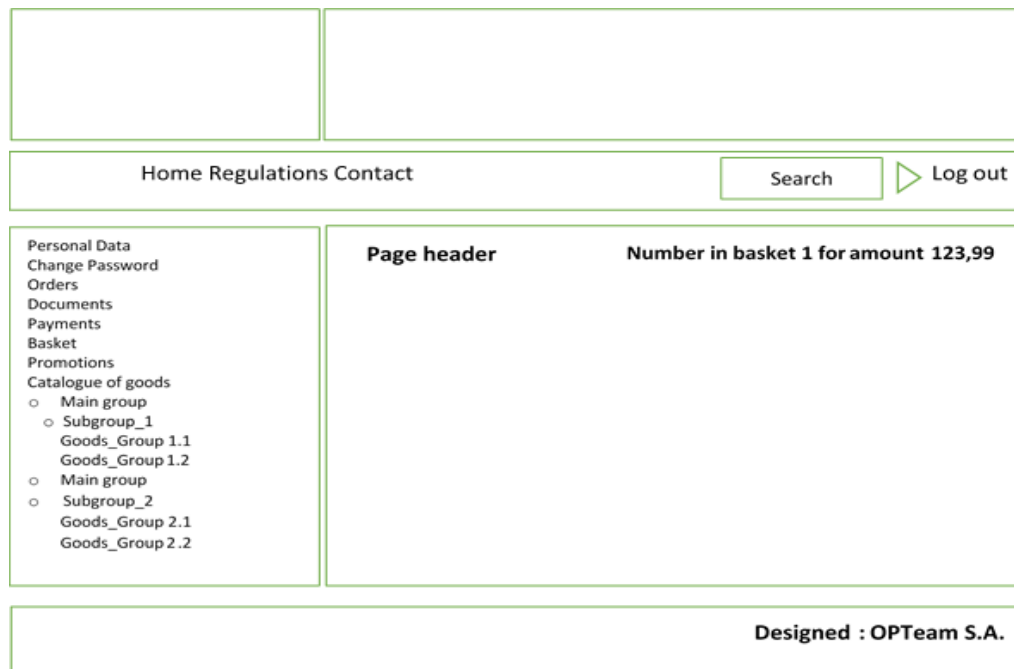 Home Regulations Contact
Search
Log out
Personal Data
Change Password
Orders
Documents
Payments
Basket
Promotions
Catalogue of goods
Main group
Subgroup_1
Goods_Group 1.1
Goods_Group 1.2
Main group
Subgroup_2
Goods_Group 2.1
Goods_Group 2.2
Page header
Number in basket 1 for amount 123,99
Designed : OPTeam S.A.